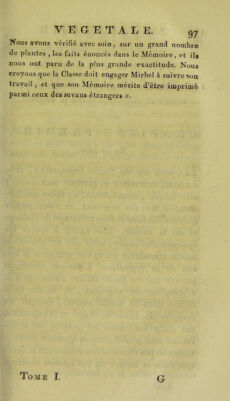 VEGETALE. 97
Nous avons vérifié avec soin, sur un grand nombre
de plantes, les faits énoncés dans le Mémoire, et ils
nous ont paru de la plus grande exactitude. Nous
croyons que la Classe doit engager Mirbel à suivre son
travail, et que son Mémoire mérite d'être imprimé
parmi ceux des savans étrangers ».
TOME I. G